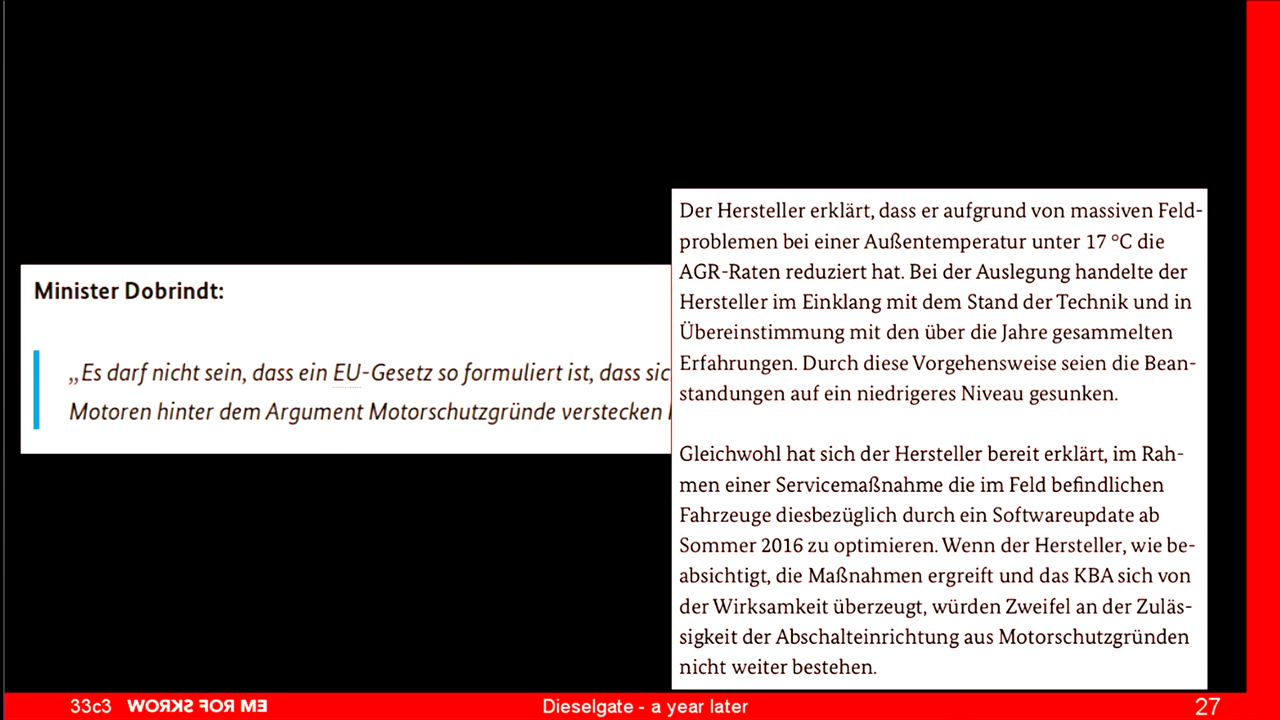 Minister Dobrindt:
„Es darf nicht sein, dass ein EU-Gesetz so formuliert ist, dass
Motoren hinter dem Argument Motorschutzgründe verstecken
Der Hersteller erklärt, dass er aufgrund von massiven Feld-
problemen bei einer Außentemperatur unter 17 °C die
AGR-Raten reduziert hat. Bei der Auslegung handelte der
Hersteller im Einklang mit dem Stand der Technik und in
Übereinstimmung mit den über die Jahre gesammelten
Erfahrungen. Durch diese Vorgehensweise seien die Bean-
standungen auf ein niedrigeres Niveau gesunken.
Gleichwohl hat sich der Hersteller bereit erklärt, im Rah-
men einer Servicemaßnahme die im Feld befindlichen
Fahrzeuge diesbezüglich durch ein Softwareupdate ab
Sommer 2016 zu optimieren. Wenn der Hersteller, wie be-
absichtigt, die Maßnahmen ergreift und das KBA sich von
der Wirksamkeit überzeugt, würden Zweifel an der Zuläs-
sigkeit der Abschalteinrichtung aus Motorschutzgründen
nicht weiter bestehen.
33c3 WORKS FOR ME Dieselgate - a year later 27